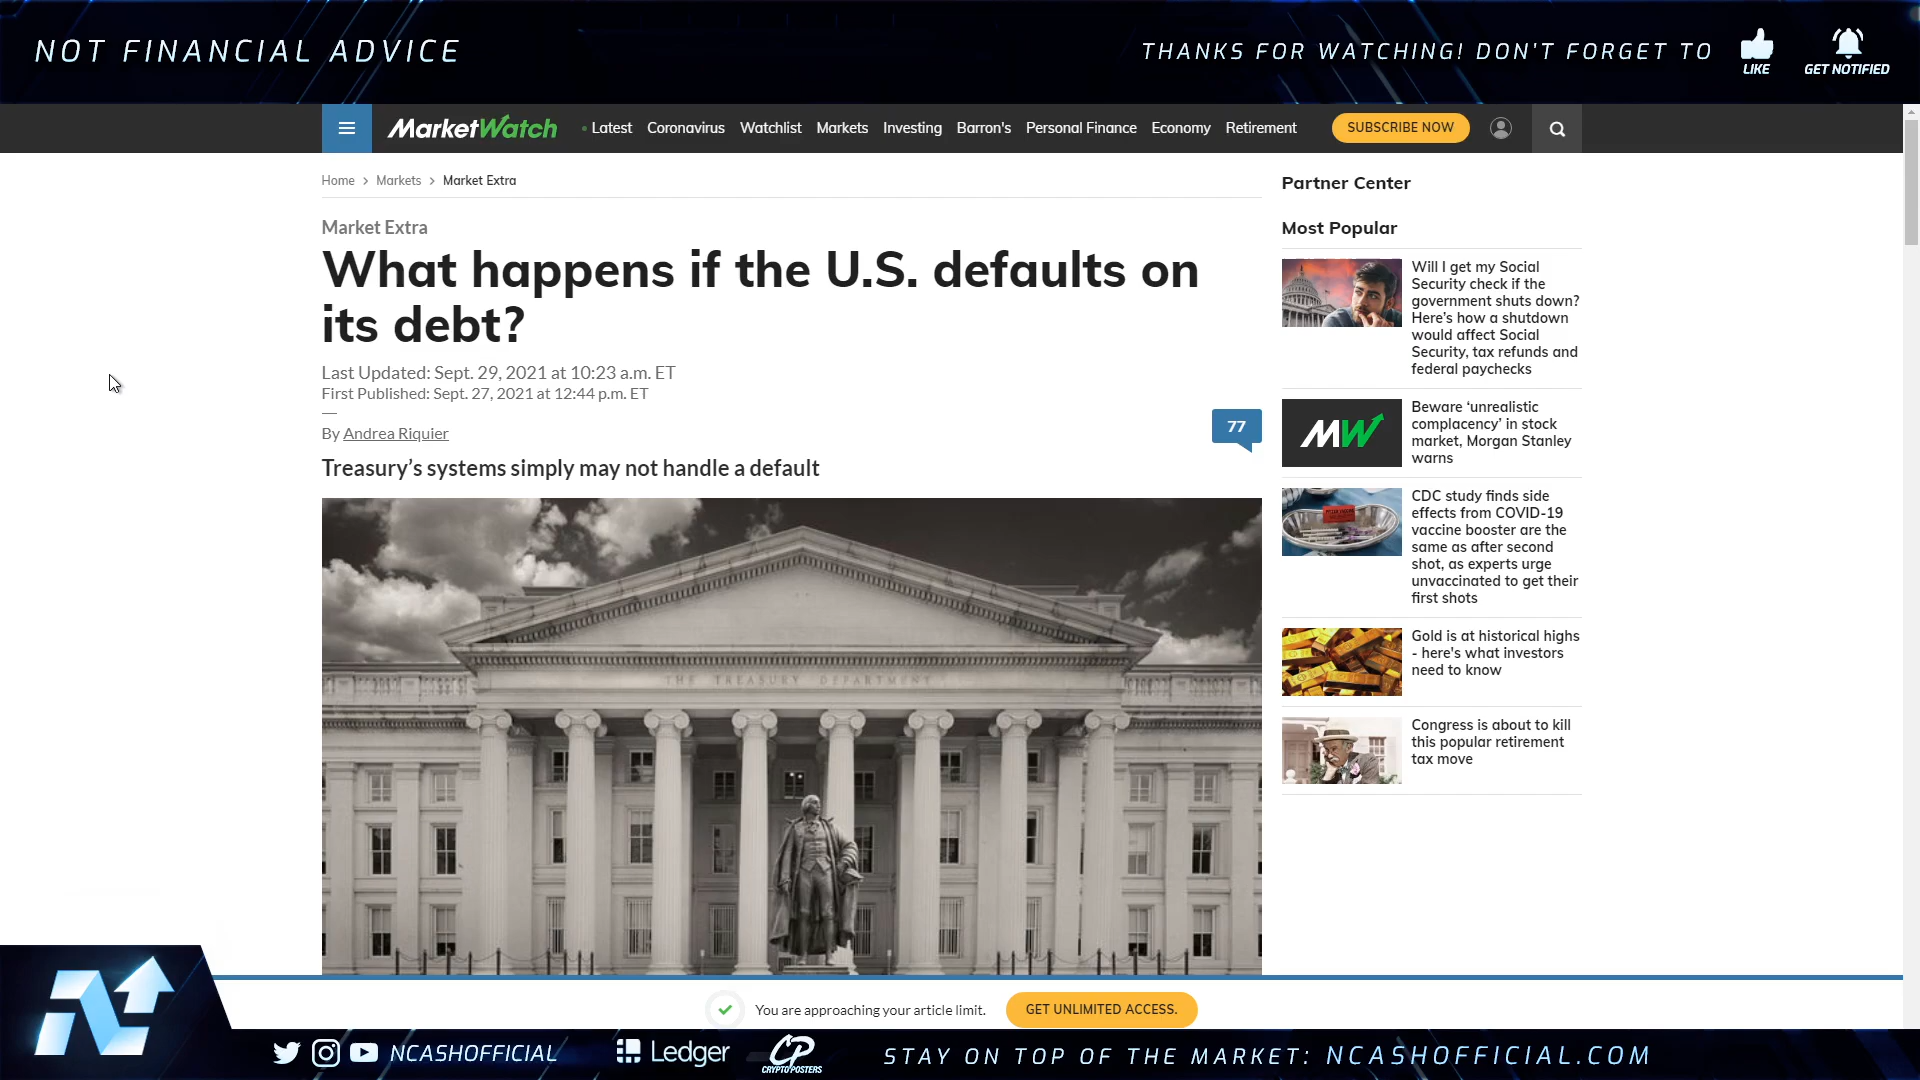 NOT FINANCIAL ADVICE
THANKS FOR WATCHING! DON'T FORGET TO
LIKE
GET NOTIFIED
MarketWatch
Latest
Coronavirus
Watchlist
Markets
Investing
Barron's
Personal Finance
Economy
Retirement
SUBSCRIBE NOW
Home > Markets > Market Extra
Market Extra
What happens if the U.S. defaults on
its debt?
Last Updated: Sept. 29, 2021 at 10:23 a.m. ET
First Published: Sept. 27, 2021 at 12:44 p.m. ET
—
By Andrea Riquier
77
Treasury’s systems simply may not handle a default
THE TREASURY DEPARTMENT
Partner Center
Most Popular
Will I get my Social
Security check if the
government shuts down?
Here’s how a shutdown
would affect Social
Security, tax refunds and
federal paychecks
MW
Beware ‘unrealistic
complacency’ in stock
market, Morgan Stanley
warns
CDC study finds side
effects from COVID-19
vaccine booster are the
same as after second
shot, as experts urge
unvaccinated to get their
first shots
Gold is at historical highs
- here's what investors
need to know
Congress is about to kill
this popular retirement
tax move
You are approaching your article limit.
GET UNLIMITED ACCESS.
NCASHOFFICIAL
Ledger
CP
CRYPTOPOSTERS
STAY ON TOP OF THE MARKET: NCASHOFFICIAL.COM